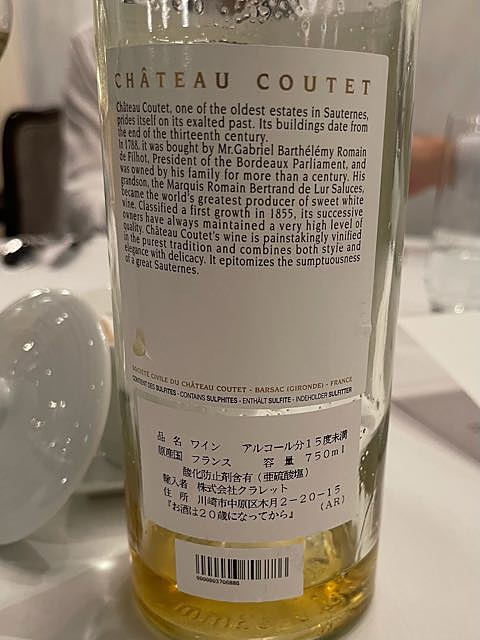 CHÂTEAU COUTET
Château Coutet, one of the oldest estates in Sauternes,
prides itself on its exalted past. Its buildings date from
the end of the thirteenth century.
In 1788, it was bought by Mr.Gabriel Barthélémy Romain
de Filhot, President of the Bordeaux Parliament, and
was owned by his family for more than a century. His
grandson, the Marquis Romain Bertrand de Lur Saluces,
became the world's greatest producer of sweet white
wine. Classified a first growth in 1855, its successive
owners have always maintained a very high level of
quality. Château Coutet's wine is painstakingly vinified
in the purest tradition and combines both style and
elegance with delicacy. It epitomizes the sumptuousness
of a great Sauternes.
SOCIÉTÉ CIVILE DU CHÂTEAU COUTET - BARSAC (GIRONDE) - FRANCE
CONTIENT DES SULFITES - CONTAINS SULPHITES - ENTHÄLT SULFITE - INDEHOLDER SULFITTER
品 名 ワイン アルコール分15度未満
原産国 フランス 容 量 750ml
酸化防止剤含有(亜硫酸塩)
輸入者 株式会社クラレット
住 所 川崎市中原区木月2-20-15
『お酒は20歳になってから』 (AR)
0000003706886